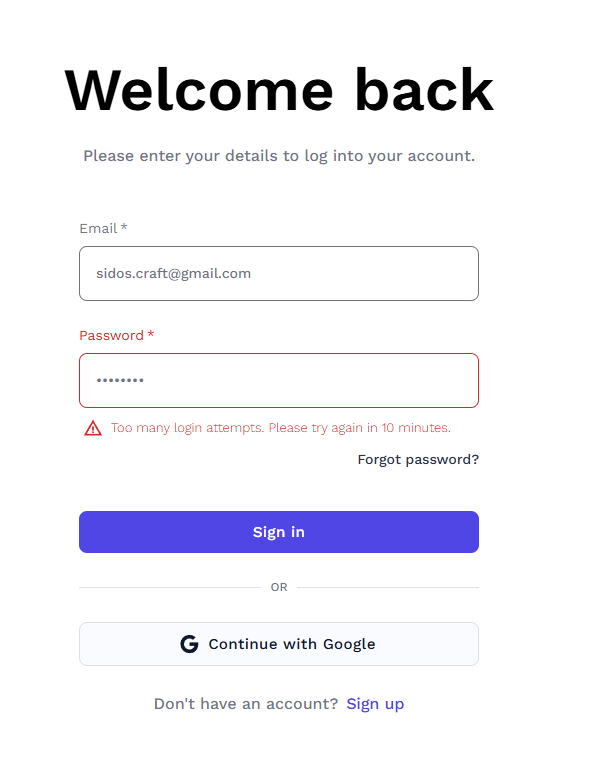 Welcome back
Please enter your details to log into your account.
Email *
sidos.craft@gmail.com
Password *
••••••••
Too many login attempts. Please try again in 10 minutes.
Forgot password?
Sign in
OR
Continue with Google
Don't have an account? Sign up